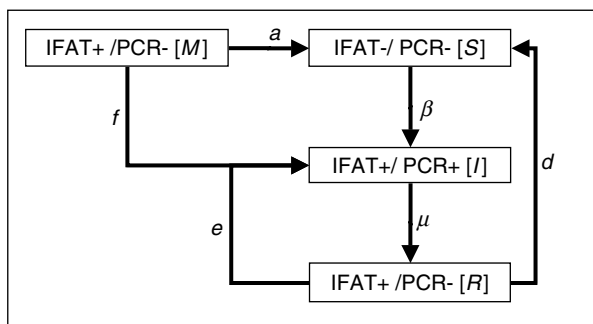 IFAT+ /PCR- [M]
a
IFAT-/ PCR- [S]
f
β
d
IFAT+/ PCR+ [I]
e
μ
IFAT+ /PCR- [R]